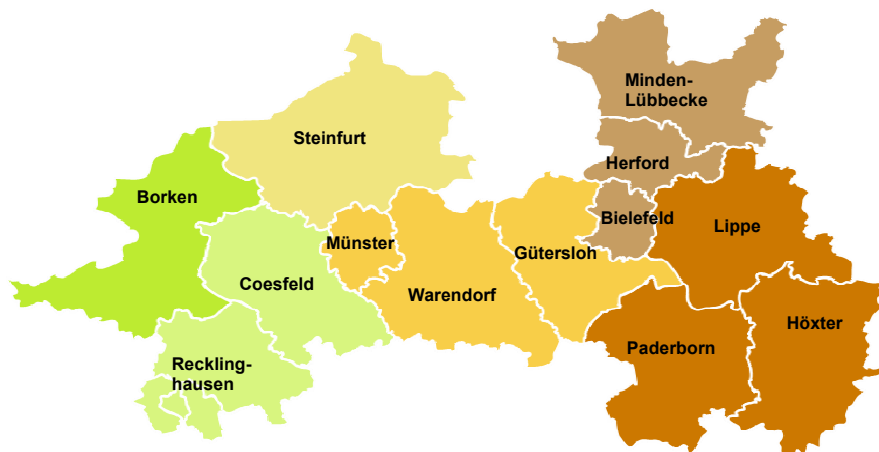 Minden-
Lübbecke
Steinfurt
Herford
Borken
Bielefeld
Lippe
Münster
Gütersloh
Coesfeld
Warendorf
Höxter
Paderborn
Reckling-
hausen